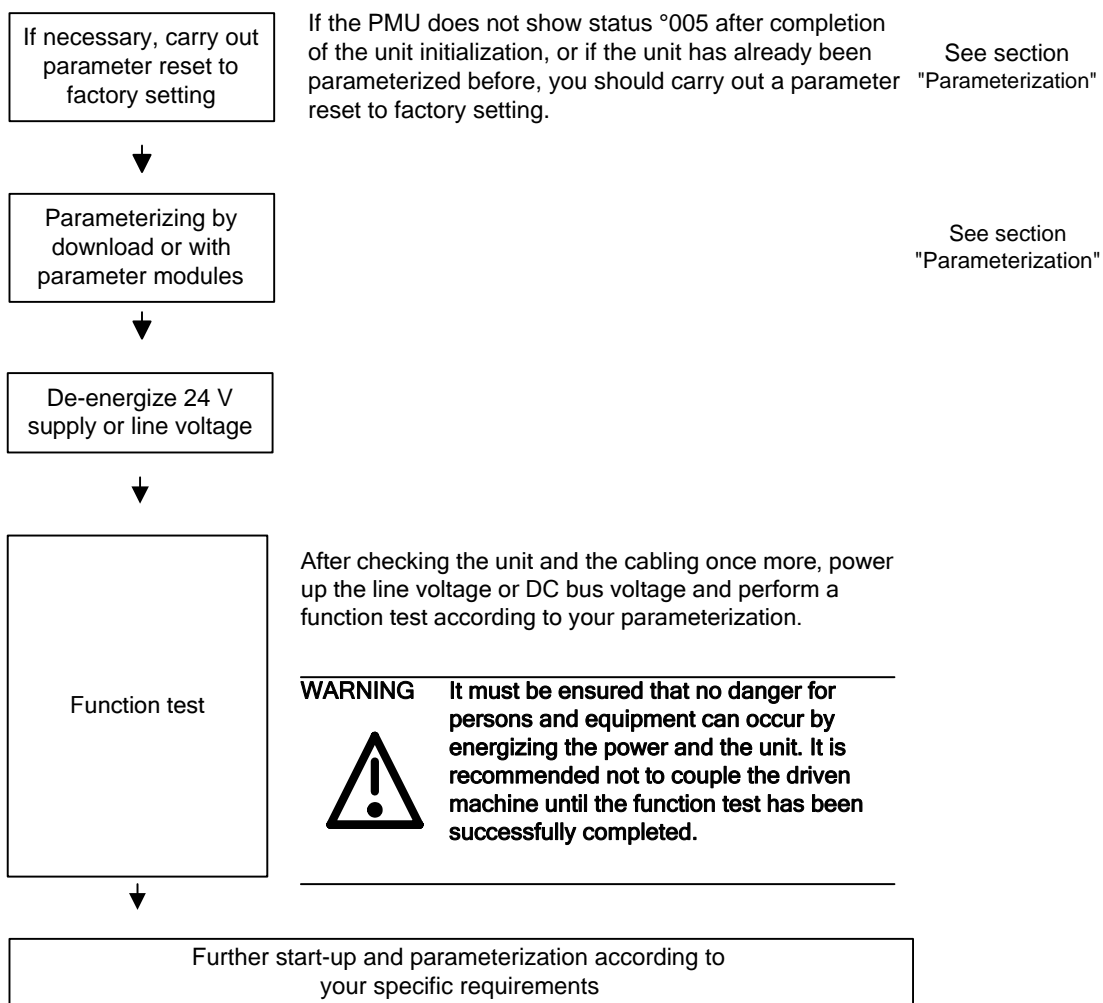 If necessary, carry out
parameter reset to
factory setting
If the PMU does not show status °005 after completion
of the unit initialization, or if the unit has already been
parameterized before, you should carry out a parameter
reset to factory setting.
See section
"Parameterization"
Parameterizing by
download or with
parameter modules
See section
"Parameterization"
De-energize 24 V
supply or line voltage
Function test
After checking the unit and the cabling once more, power
up the line voltage or DC bus voltage and perform a
function test according to your parameterization.
WARNING
It must be ensured that no danger for
persons and equipment can occur by
energizing the power and the unit. It is
recommended not to couple the driven
machine until the function test has been
successfully completed.
Further start-up and parameterization according to
your specific requirements